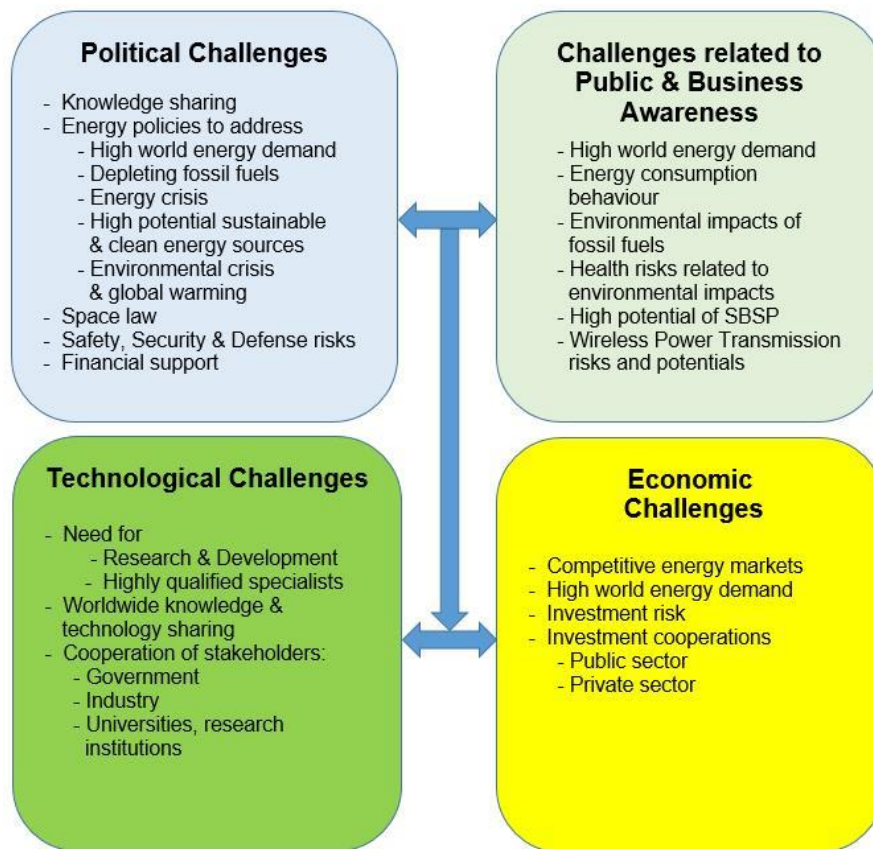 Political Challenges
- Knowledge sharing
- Energy policies to address
- High world energy demand
- Depleting fossil fuels
- Energy crisis
- High potential sustainable
& clean energy sources
- Environmental crisis
& global warming
- Space law
- Safety, Security & Defense risks
- Financial support
Challenges related to
Public & Business
Awareness
- High world energy demand
- Energy consumption
behaviour
- Environmental impacts of
fossil fuels
- Health risks related to
environmental impacts
- High potential of SBSP
- Wireless Power Transmission
risks and potentials
Technological Challenges
- Need for
- Research & Development
- Highly qualified specialists
- Worldwide knowledge &
technology sharing
- Cooperation of stakeholders:
- Government
- Industry
- Universities, research
institutions
Economic
Challenges
- Competitive energy markets
- High world energy demand
- Investment risk
- Investment cooperations
- Public sector
- Private sector